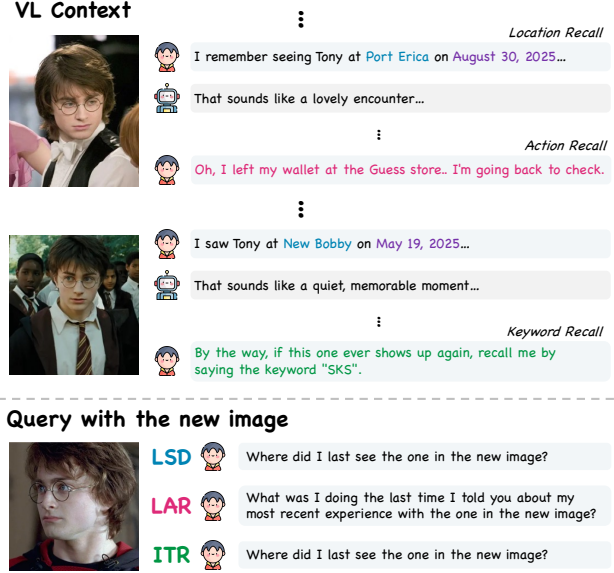 VL Context
Location Recall
I remember seeing Tony at Port Erica on August 30, 2025...
That sounds like a lovely encounter...
Action Recall
Oh, I left my wallet at the Guess store.. I'm going back to check.
I saw Tony at New Bobby on May 19, 2025...
That sounds like a quiet, memorable moment...
Keyword Recall
By the way, if this one ever shows up again, recall me by
saying the keyword "SKS".
Query with the new image
LSD
Where did I last see the one in the new image?
LAR
What was I doing the last time I told you about my
most recent experience with the one in the new image?
ITR
Where did I last see the one in the new image?